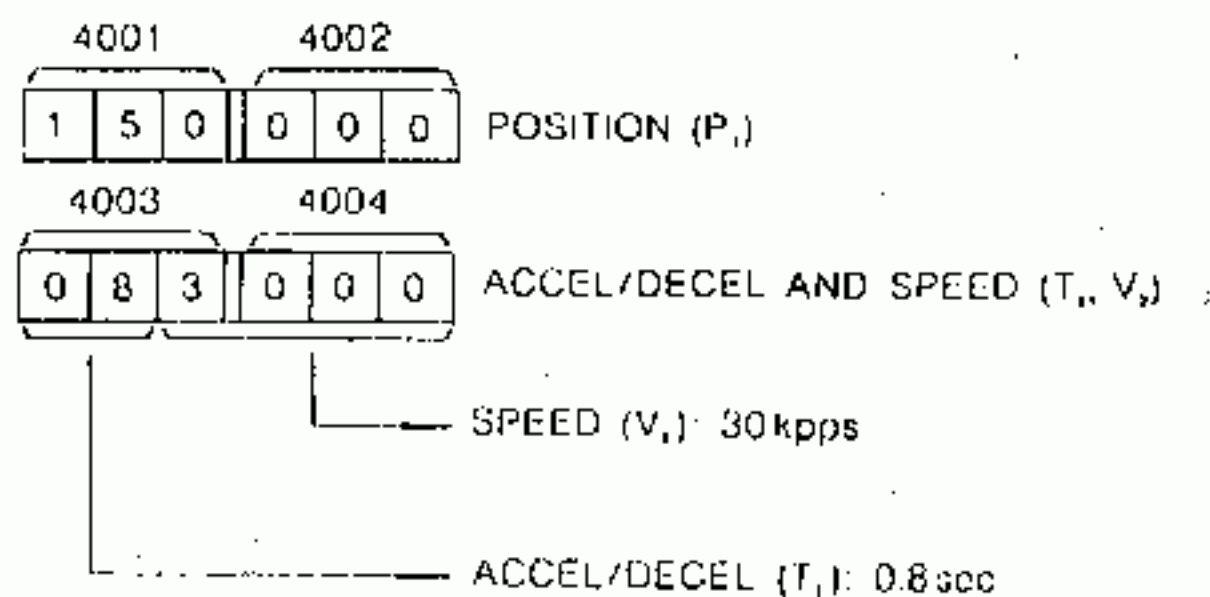 4001 4002
1 5 0 0 0 0 POSITION (P₁)
4003 4004
0 8 3 0 0 0 ACCEL/DECEL AND SPEED (T₁, V₂)
SPEED (V₁): 30kpps
ACCEL/DECEL (T₁): 0.8sec